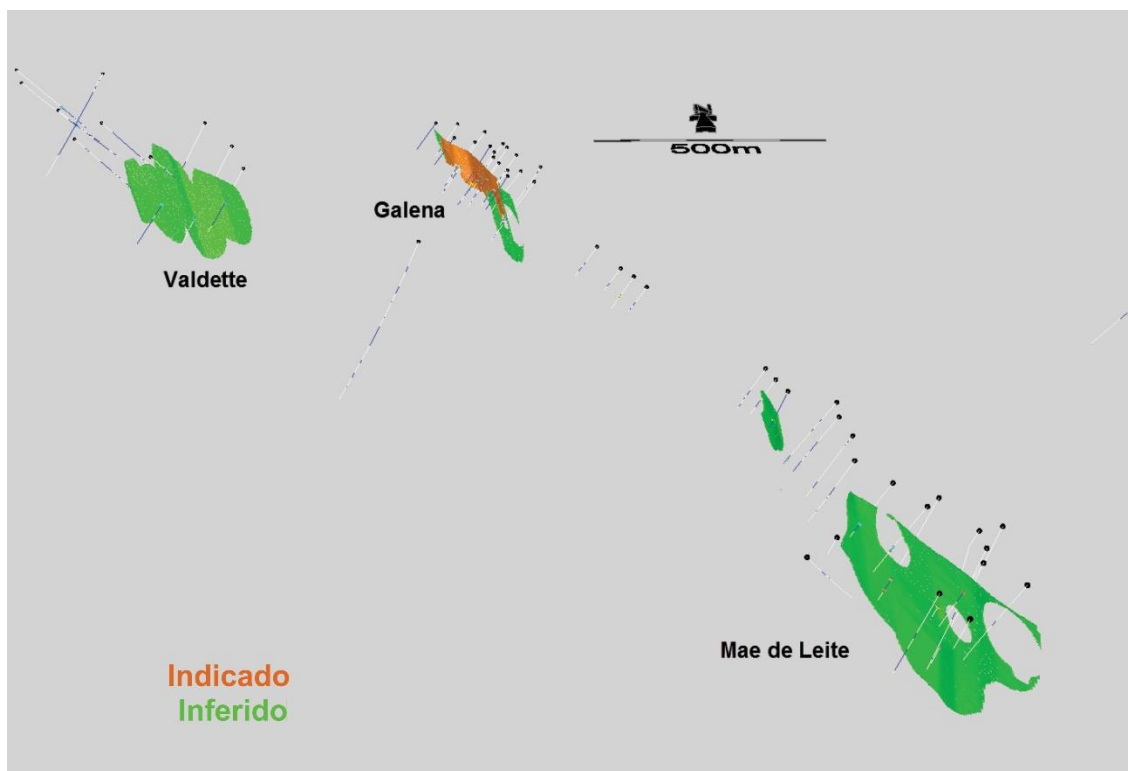 N
500m
Galena
Valdette
Mae de Leite
Indicado
Inferido